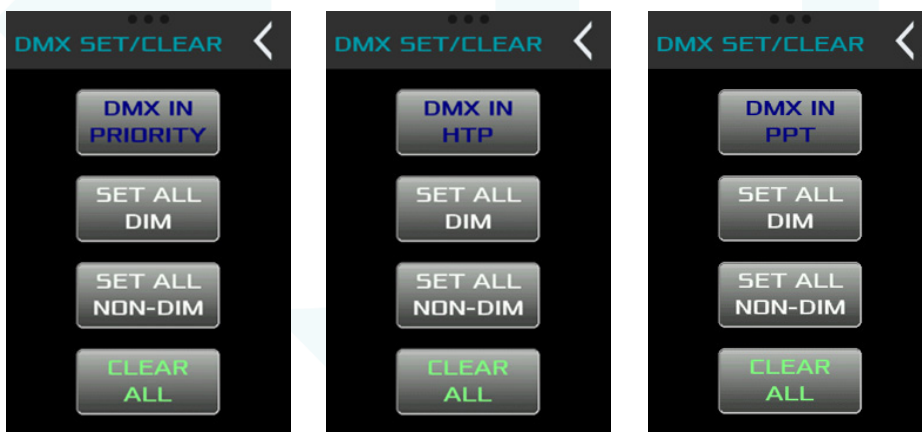 DMX SET/CLEAR
DMX IN
PRIORITY
SET ALL
DIM
SET ALL
NON-DIM
CLEAR
ALL
DMX SET/CLEAR
DMX IN
HTP
SET ALL
DIM
SET ALL
NON-DIM
CLEAR
ALL
DMX SET/CLEAR
DMX IN
PPT
SET ALL
DIM
SET ALL
NON-DIM
CLEAR
ALL